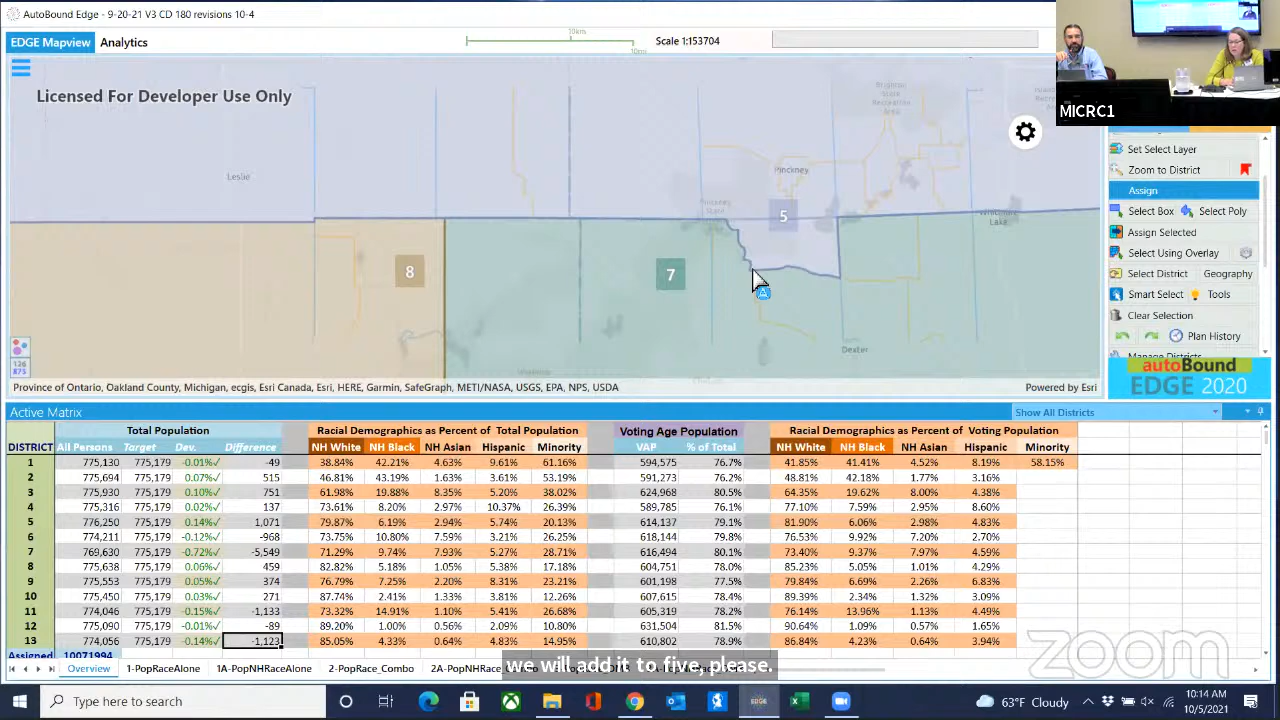 AutoBound Edge - 9-20-21 V3 CD 180 revisions 10-4
EDGE Mapview Analytics
10km
10mi
Scale 1:153704
Licensed For Developer Use Only
MICRC1
Leslie
Pinckney
Brighton State Recreation Area
Pinckney State
Whitmore Lake
Dexter
5
8
7
Province of Ontario, Oakland County, Michigan, ecgis, Esri Canada, Esri, HERE, Garmin, SafeGraph, METI/NASA, USGS, EPA, NPS, USDA
Powered by Esri
Set Select Layer
Zoom to District
Assign
Select Box Select Poly
Assign Selected
Select Using Overlay
Select District Geography
Smart Select Tools
Clear Selection
Plan History
Manage Districts
autoBound
EDGE 2020
Active Matrix
Show All Districts
Total Population Racial Demographics as Percent of Total Population Voting Age Population Racial Demographics as Percent of Voting Population
DISTRICT All Persons Target Dev. Difference NH White NH Black NH Asian Hispanic Minority VAP % of Total NH White NH Black NH Asian Hispanic Minority
1 775,130 775,179 -0.01%✓ -49 38.84% 42.21% 4.63% 9.61% 61.16% 594,575 76.7% 41.85% 41.41% 4.52% 8.19% 58.15%
2 775,694 775,179 0.07%✓ 515 46.81% 43.19% 1.63% 3.61% 53.19% 591,273 76.2% 48.81% 42.18% 1.77% 3.16%
3 775,930 775,179 0.10%✓ 751 61.98% 19.88% 8.35% 5.20% 38.02% 624,968 80.5% 64.35% 19.62% 8.00% 4.38%
4 775,316 775,179 0.02%✓ 137 73.61% 8.20% 2.97% 10.37% 26.39% 589,785 76.1% 77.10% 7.59% 2.95% 8.60%
5 776,250 775,179 0.14%✓ 1,071 79.87% 6.19% 2.94% 5.74% 20.13% 614,137 79.1% 81.90% 6.06% 2.98% 4.83%
6 774,211 775,179 -0.12%✓ -968 73.75% 10.80% 7.59% 3.21% 26.25% 618,144 79.8% 76.53% 9.92% 7.20% 2.70%
7 769,630 775,179 -0.72%✓ -5,549 71.29% 9.74% 7.93% 5.27% 28.71% 616,494 80.1% 73.40% 9.37% 7.97% 4.59%
8 775,638 775,179 0.06%✓ 459 82.82% 5.18% 1.05% 5.38% 17.18% 604,751 78.0% 85.23% 5.05% 1.01% 4.29%
9 775,553 775,179 0.05%✓ 374 76.79% 7.25% 2.20% 8.31% 23.21% 601,198 77.5% 79.84% 6.69% 2.26% 6.83%
10 775,450 775,179 0.03%✓ 271 87.74% 2.41% 1.33% 3.81% 12.26% 607,615 78.4% 89.39% 2.34% 1.32% 3.09%
11 774,046 775,179 -0.15%✓ -1,133 73.32% 14.91% 1.10% 5.41% 26.68% 605,319 78.2% 76.14% 13.96% 1.13% 4.49%
12 775,090 775,179 -0.01%✓ -89 89.20% 1.00% 0.56% 2.09% 10.80% 631,504 81.5% 90.64% 1.09% 0.57% 1.65%
13 774,056 775,179 -0.14%✓ -1,123 85.05% 4.33% 0.64% 4.83% 14.95% 610,802 78.9% 86.84% 4.23% 0.64% 3.94%
Assigned 10071994
Overview 1-PopRaceAlone 1A-PopNHRaceAlone 2-PopRace_Combo
we will add it to five, please.
zoom
Type here to search
63°F Cloudy
10:14 AM
10/5/2021